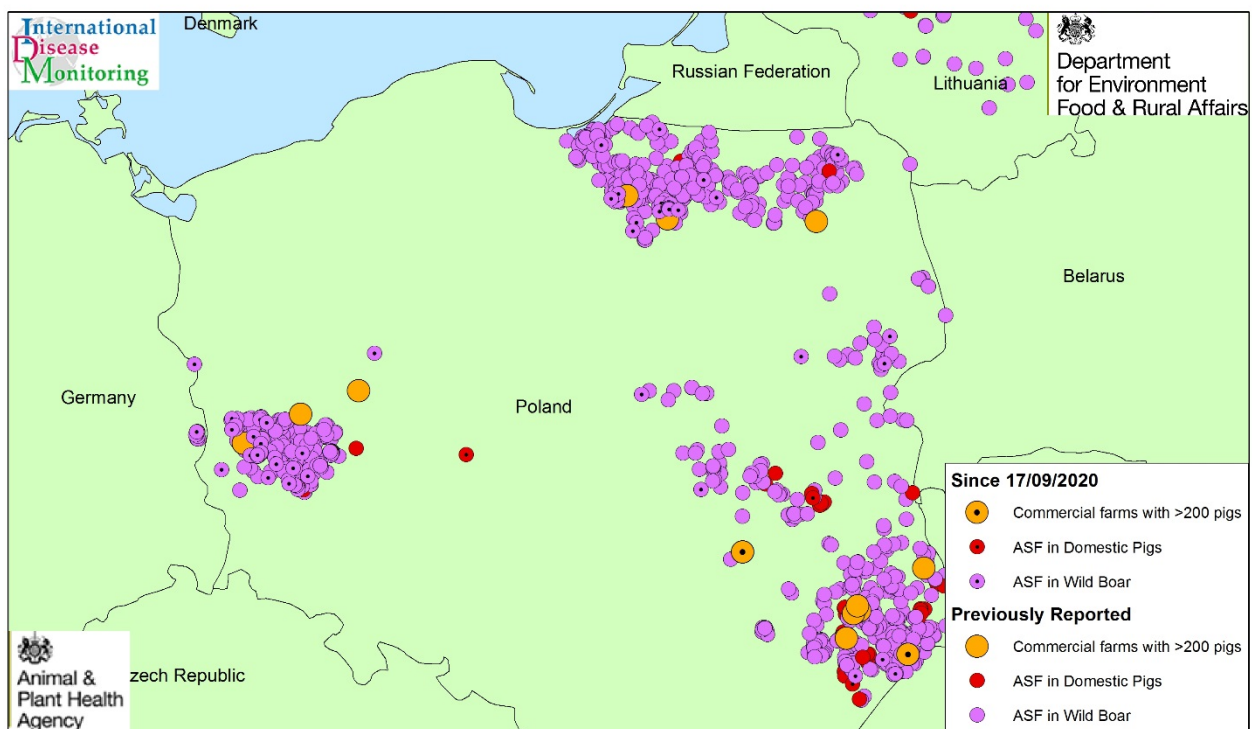 International
Disease
Monitoring
Denmark
Russian Federation
Lithuania
Department
for Environment
Food & Rural Affairs
Belarus
Germany
Poland
Since 17/09/2020
Commercial farms with >200 pigs
ASF in Domestic Pigs
ASF in Wild Boar
Previously Reported
Commercial farms with >200 pigs
ASF in Domestic Pigs
ASF in Wild Boar
Animal &
Plant Health
Agency
zech Republic